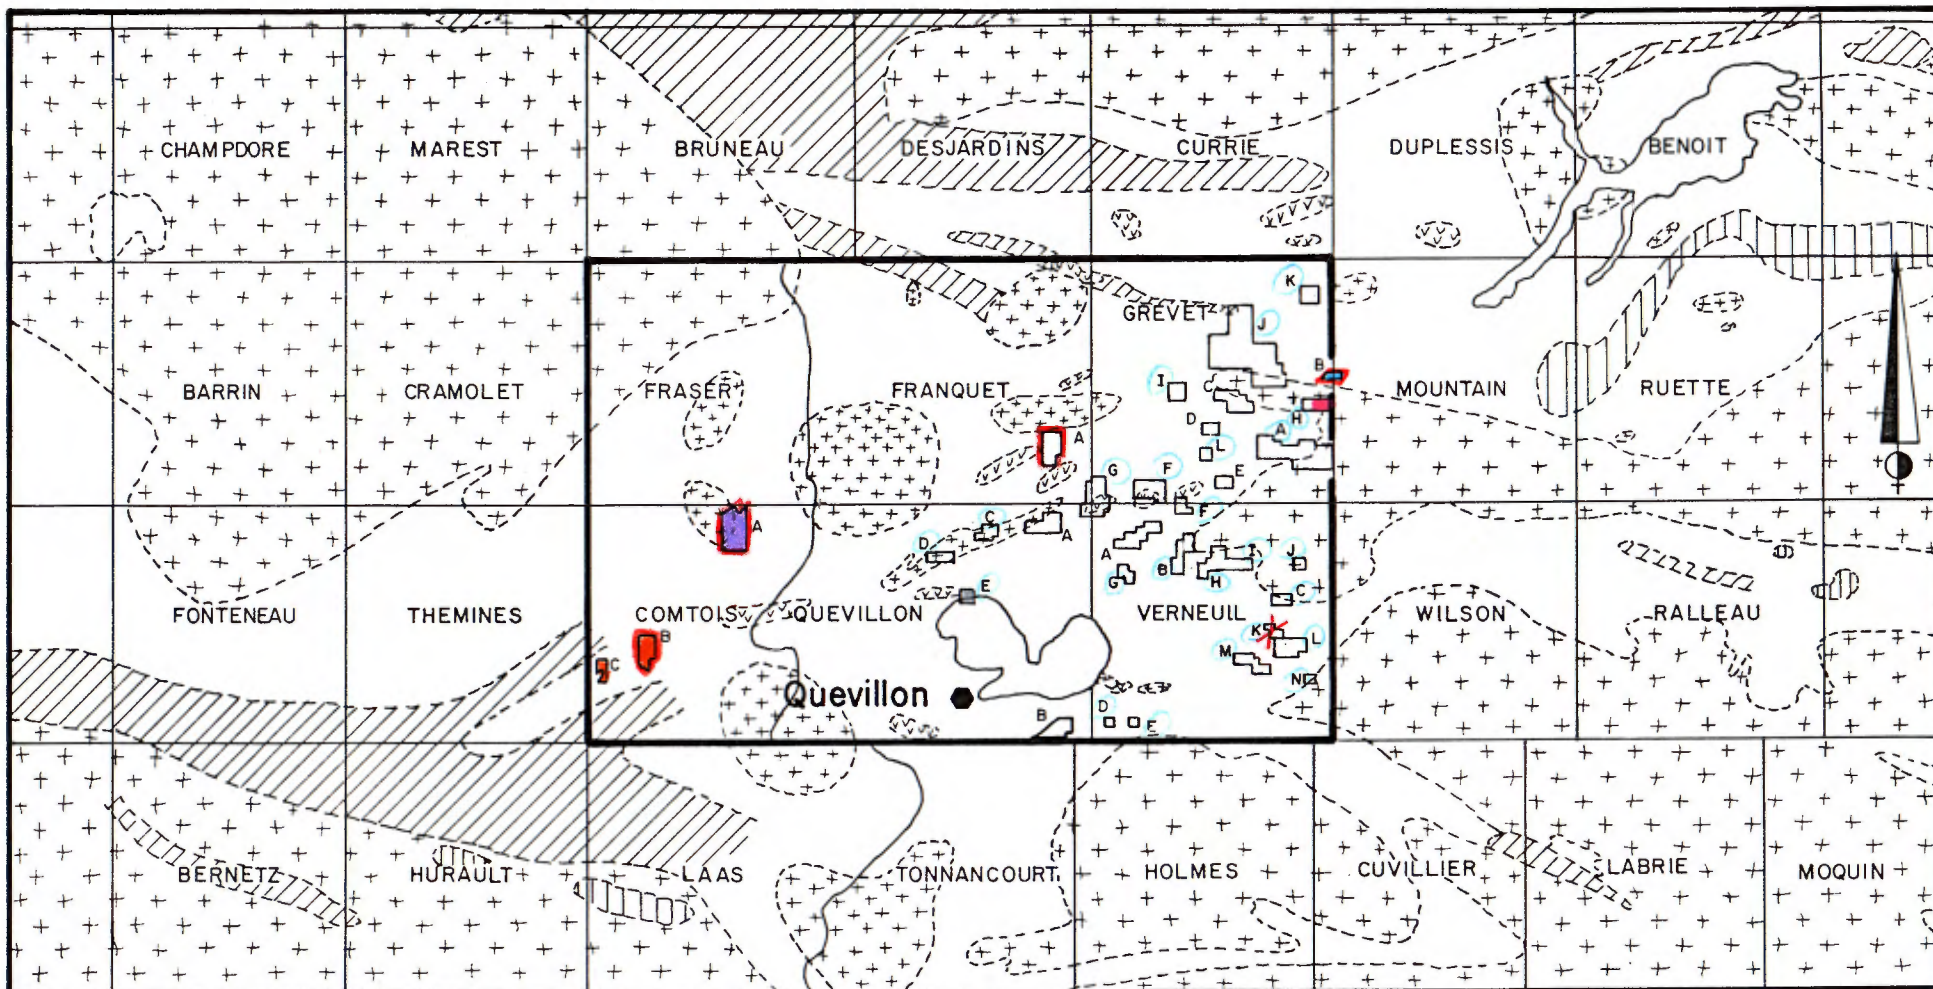 CHAMPDORE MAREST BRUNEAU DESJARDINS CURRIE DUPLESSIS BENOIT
K
GREVET J
B
BARRIN CRAMOLET FRASER FRANQUET I C MOUNTAIN RUETTE
D H
A A
L
G F E
A C A F
D A B I J
E G H C
FONTENEAU THEMINES COMTOIS QUEVILLON VERNEUIL WILSON RALLEAU
B K L
C M
N
Quevillon
B D E
BERNETZ HURAULT LAAS TONNANCOURT HOLMES CUVILLIER LABRIE MOQUIN